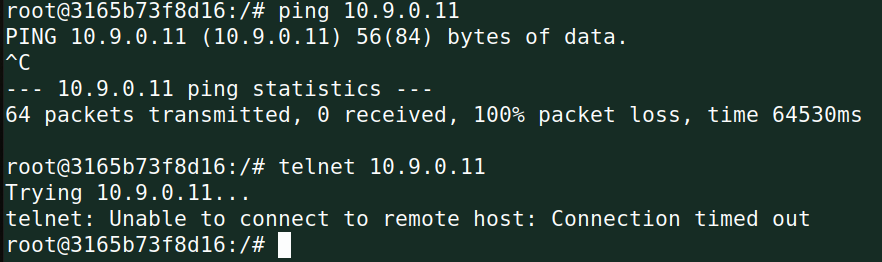 root@3165b73f8d16:/# ping 10.9.0.11
PING 10.9.0.11 (10.9.0.11) 56(84) bytes of data.
^C
--- 10.9.0.11 ping statistics ---
64 packets transmitted, 0 received, 100% packet loss, time 64530ms
root@3165b73f8d16:/# telnet 10.9.0.11
Trying 10.9.0.11...
telnet: Unable to connect to remote host: Connection timed out
root@3165b73f8d16:/#